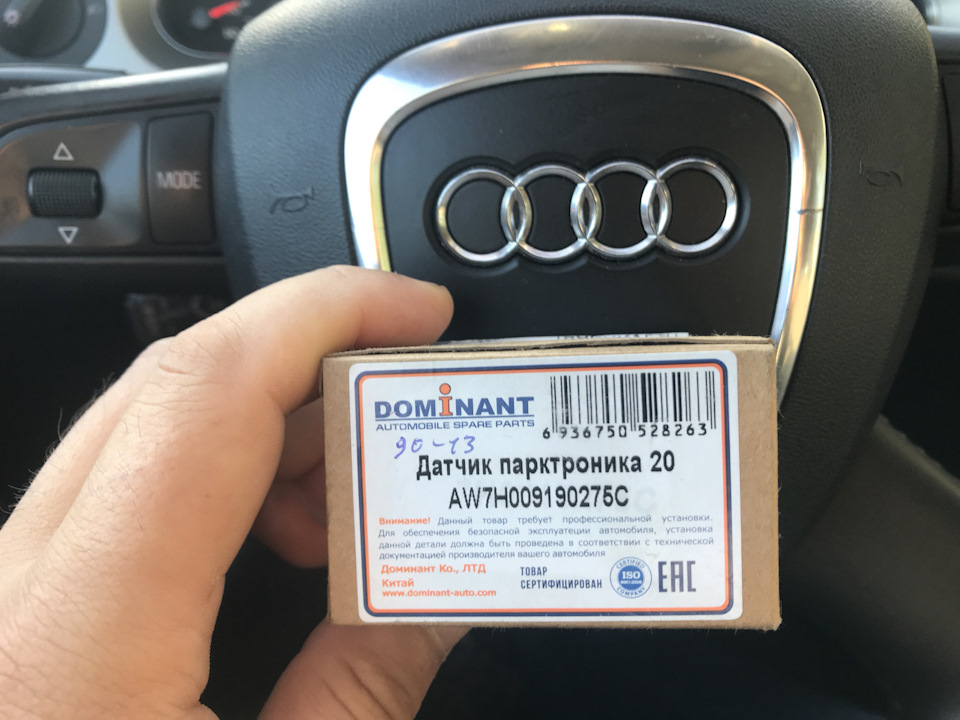 MODE
DOMiNANT
AUTOMOBILE SPARE PARTS
6 936750 528263
90-13
Датчик парктроника 20
AW7H009190275C
Внимание! Данный товар требует профессиональной установки.
Для обеспечения безопасной эксплуатации автомобиля, установка
данной детали должна быть проведена в соответствии с технической
документацией производителя вашего автомобиля
Доминант Ко., ЛТД
Китай
www.dominant-auto.com
ТОВАР
СЕРТИФИЦИРОВАН
CERTIFIED
ISO
COMPANY
EAC